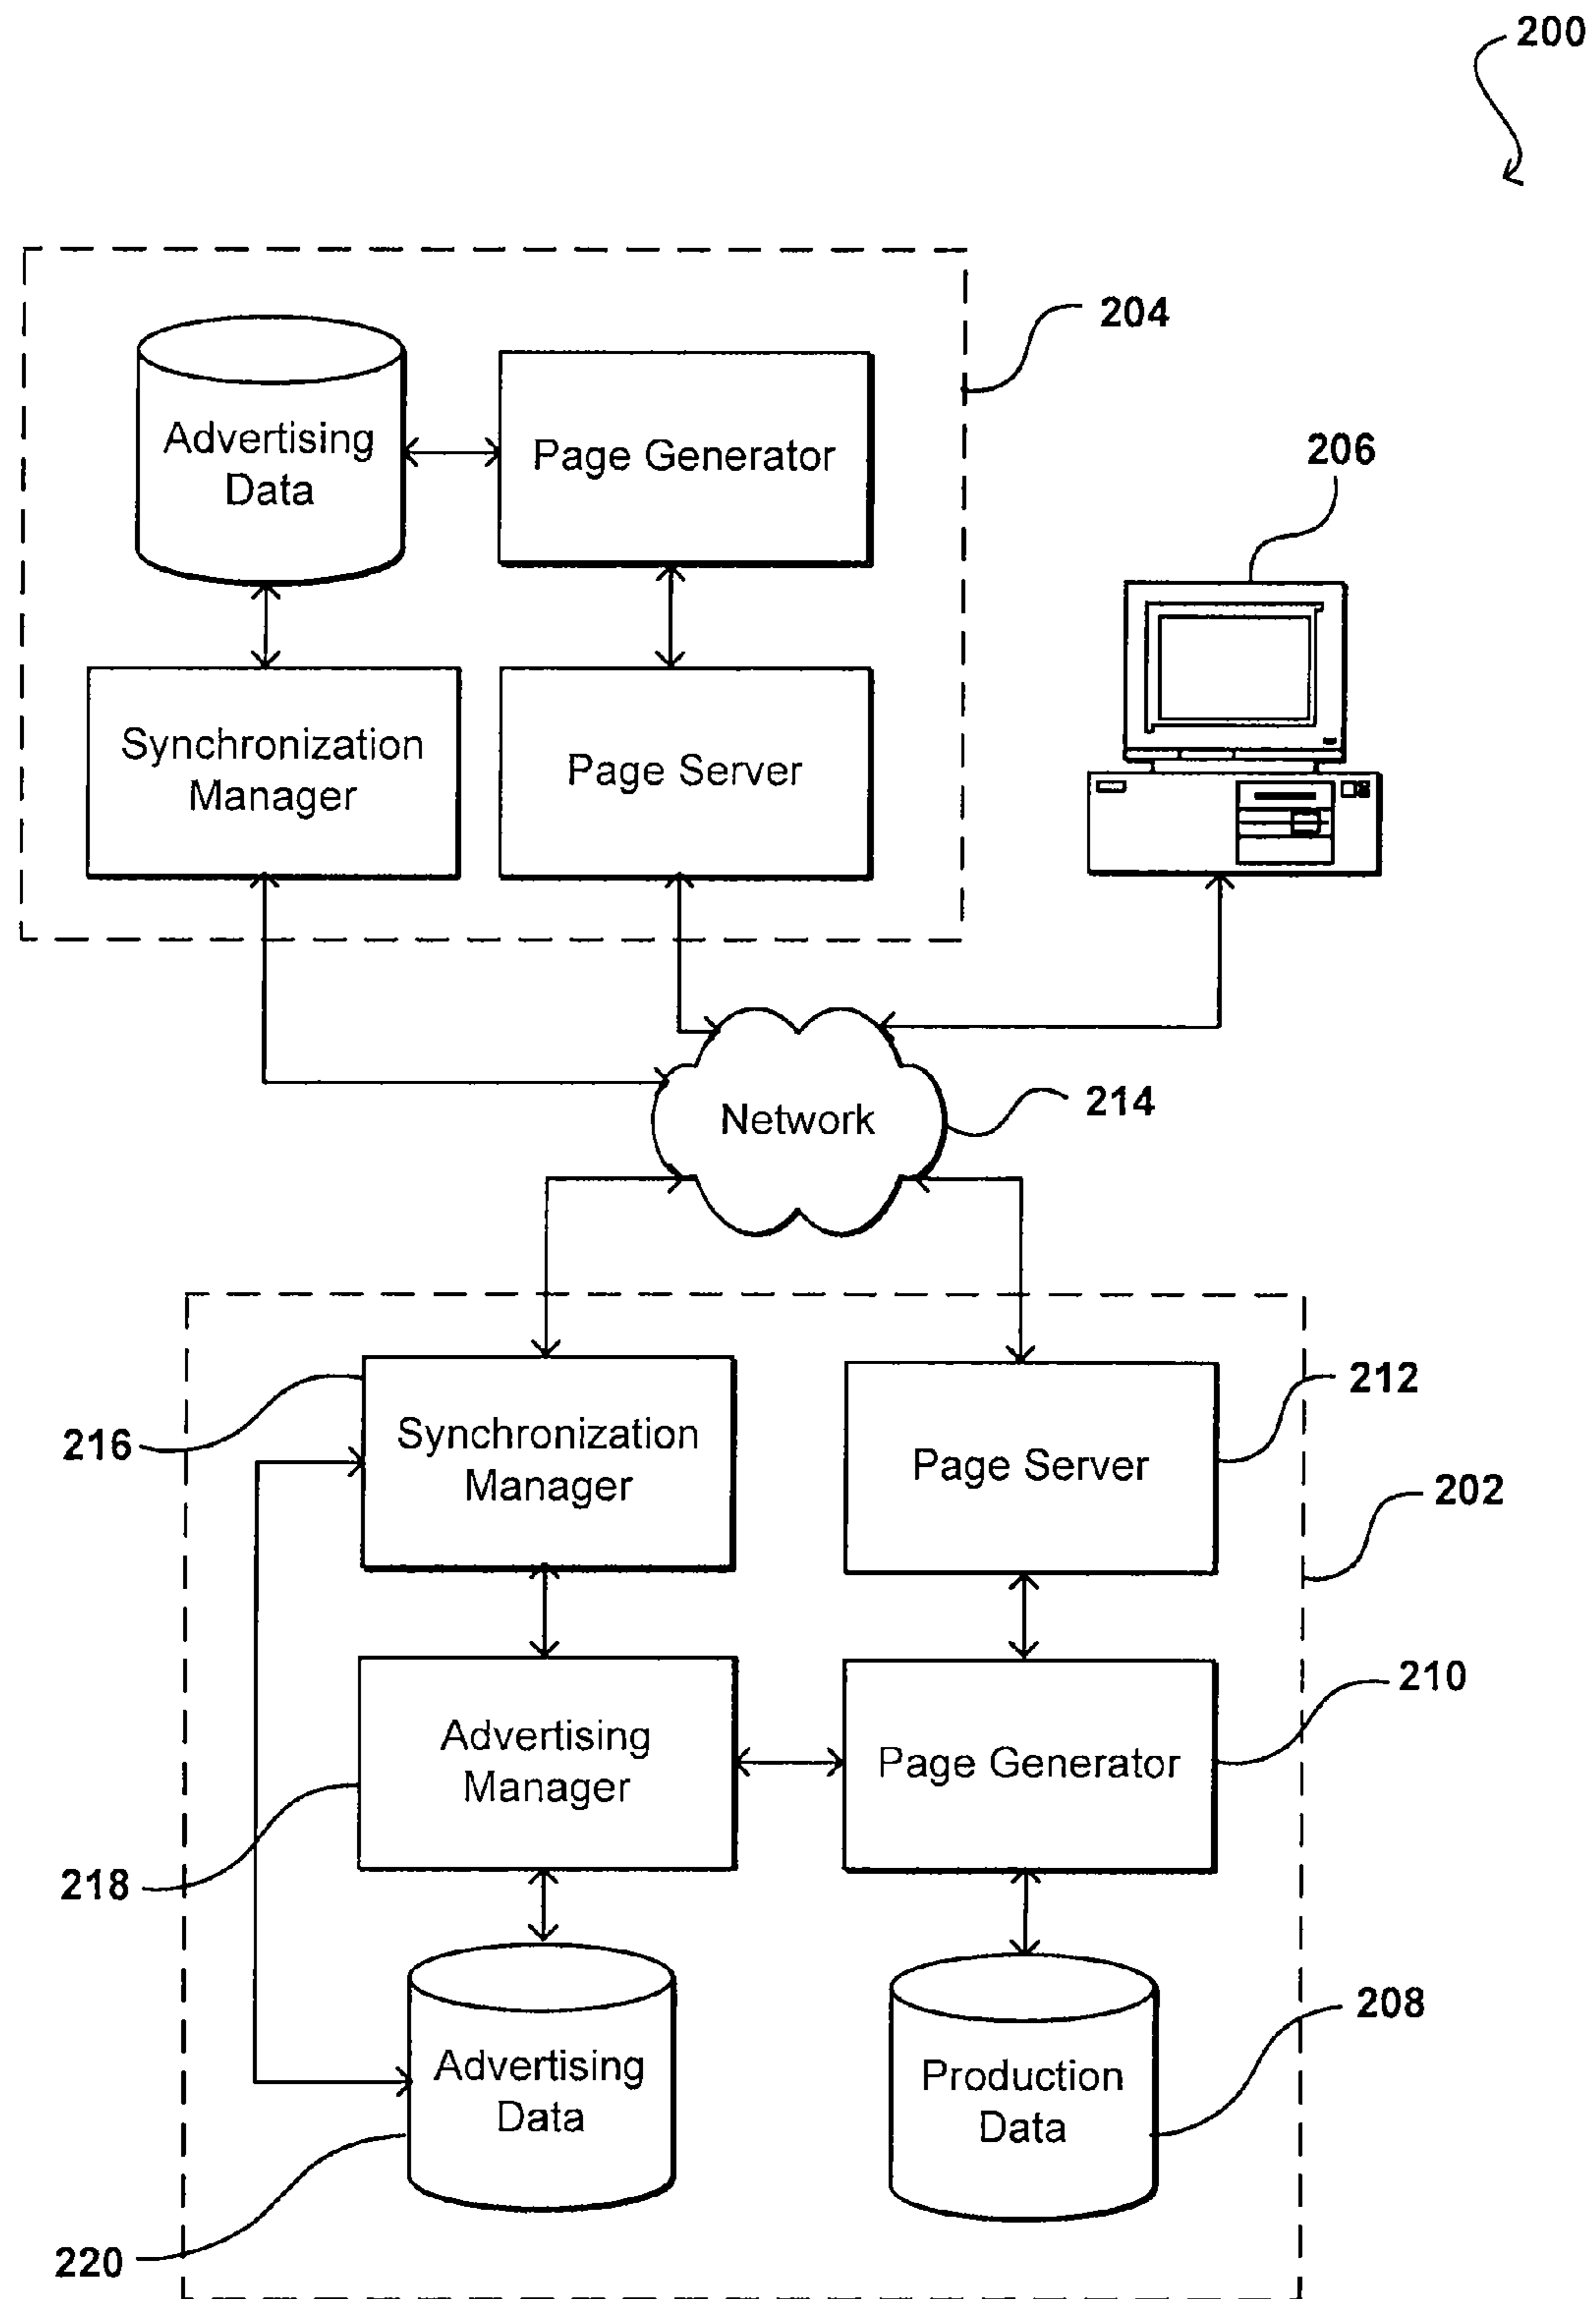 200
204
Advertising
Data
Page Generator
206
Synchronization
Manager
Page Server
Network
214
216
Synchronization
Manager
Page Server
212
202
218
Advertising
Manager
Page Generator
210
220
Advertising
Data
Production
Data
208